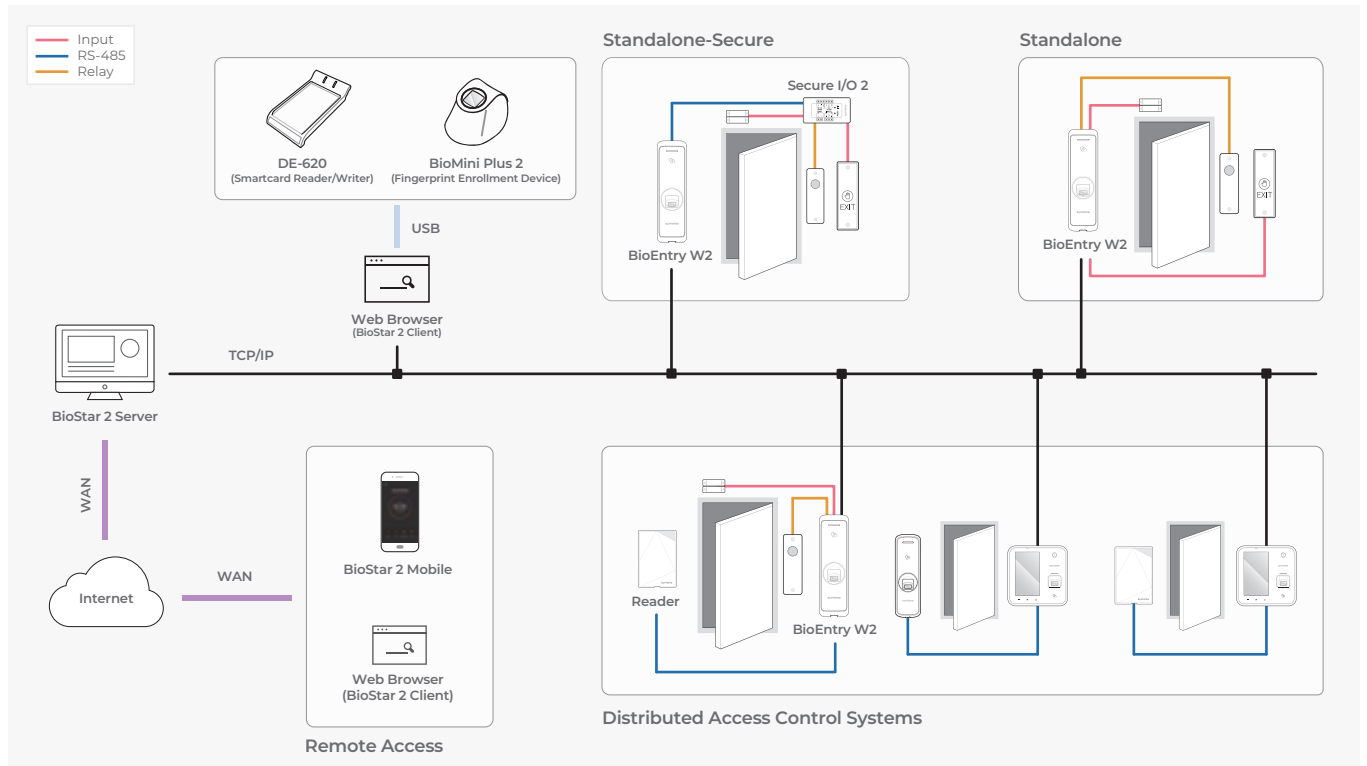 Input
RS-485
Relay
DE-620
(Smartcard Reader/Writer)
BioMini Plus 2
(Fingerprint Enrollment Device)
USB
Web Browser
(BioStar 2 Client)
Standalone-Secure
Secure I/O 2
EXIT
BioEntry W2
Standalone
EXIT
BioEntry W2
TCP/IP
BioStar 2 Server
WAN
Internet
WAN
BioStar 2 Mobile
Web Browser
(BioStar 2 Client)
Remote Access
Reader
BioEntry W2
Distributed Access Control Systems